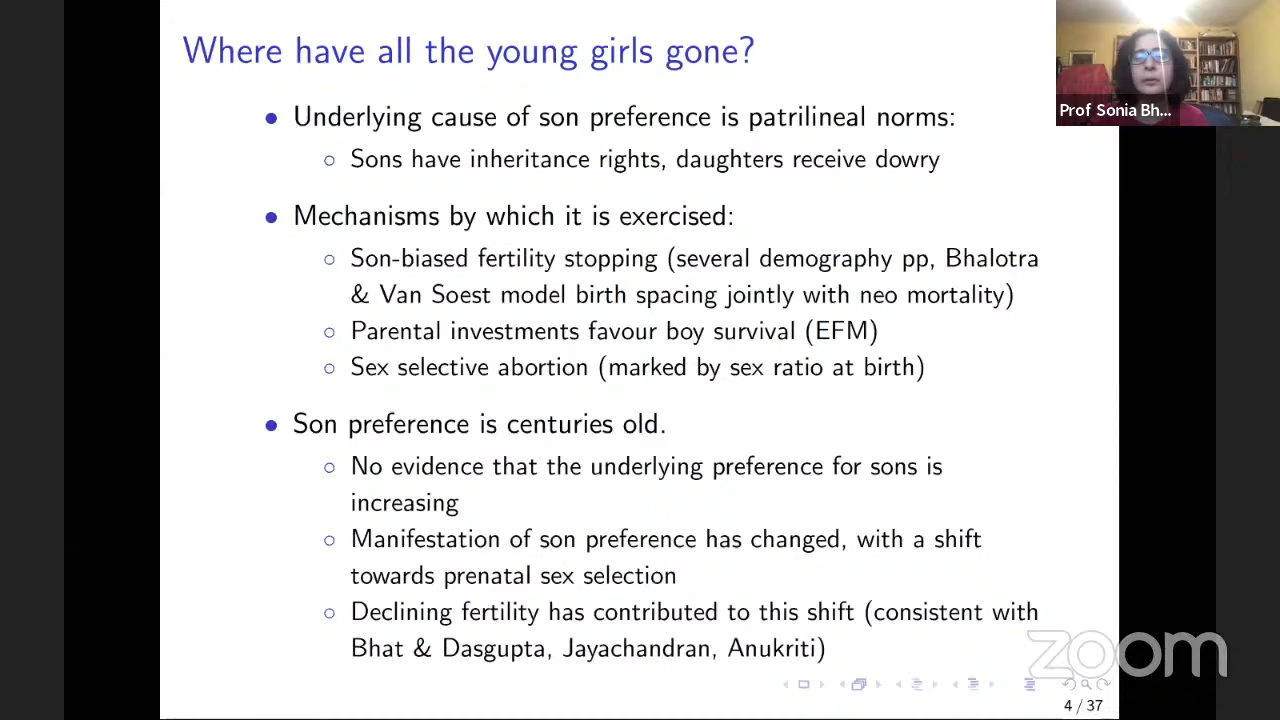 Where have all the young girls gone?
Prof Sonia Bh...
• Underlying cause of son preference is patrilineal norms:
○ Sons have inheritance rights, daughters receive dowry
• Mechanisms by which it is exercised:
○ Son-biased fertility stopping (several demography pp, Bhalotra
& Van Soest model birth spacing jointly with neo mortality)
○ Parental investments favour boy survival (EFM)
○ Sex selective abortion (marked by sex ratio at birth)
• Son preference is centuries old.
○ No evidence that the underlying preference for sons is
increasing
○ Manifestation of son preference has changed, with a shift
towards prenatal sex selection
○ Declining fertility has contributed to this shift (consistent with
Bhat & Dasgupta, Jayachandran, Anukriti)
zoom
4 / 37